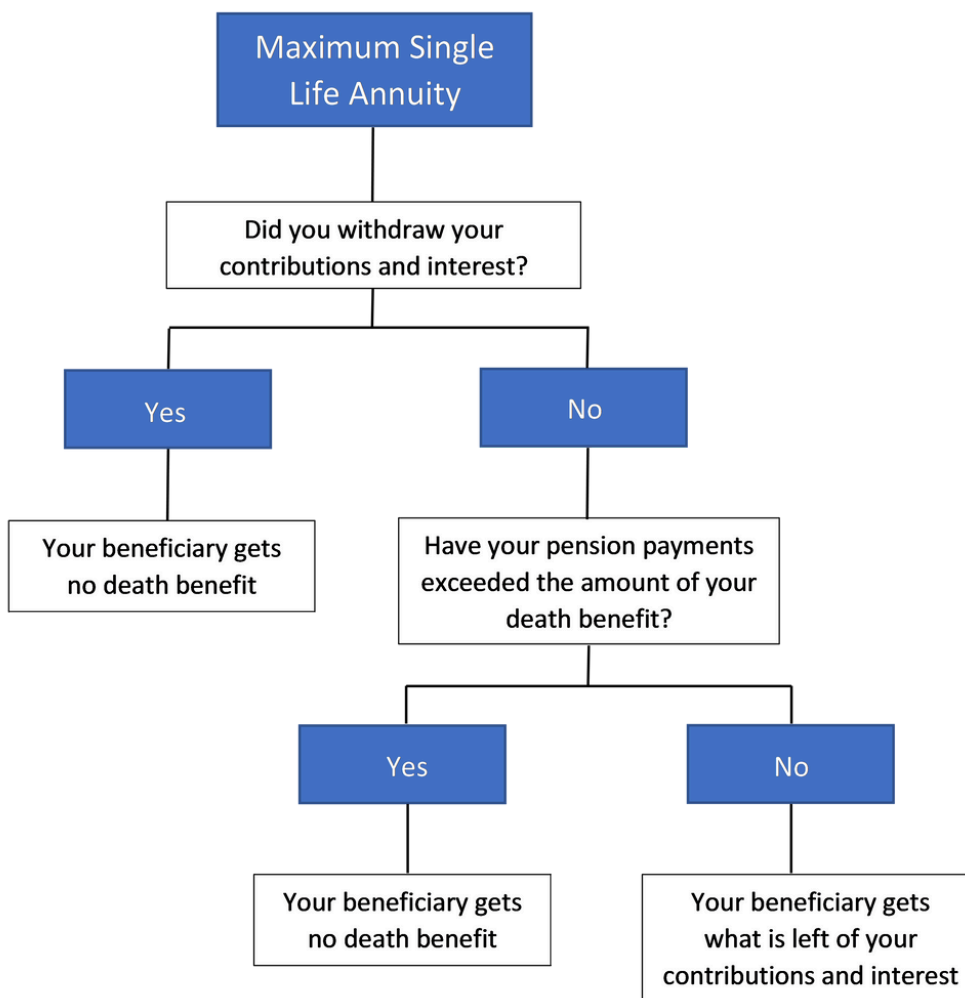 Maximum Single
Life Annuity
Did you withdraw your
contributions and interest?
Yes
No
Your beneficiary gets
no death benefit
Have your pension payments
exceeded the amount of your
death benefit?
Yes
No
Your beneficiary gets
no death benefit
Your beneficiary gets
what is left of your
contributions and interest